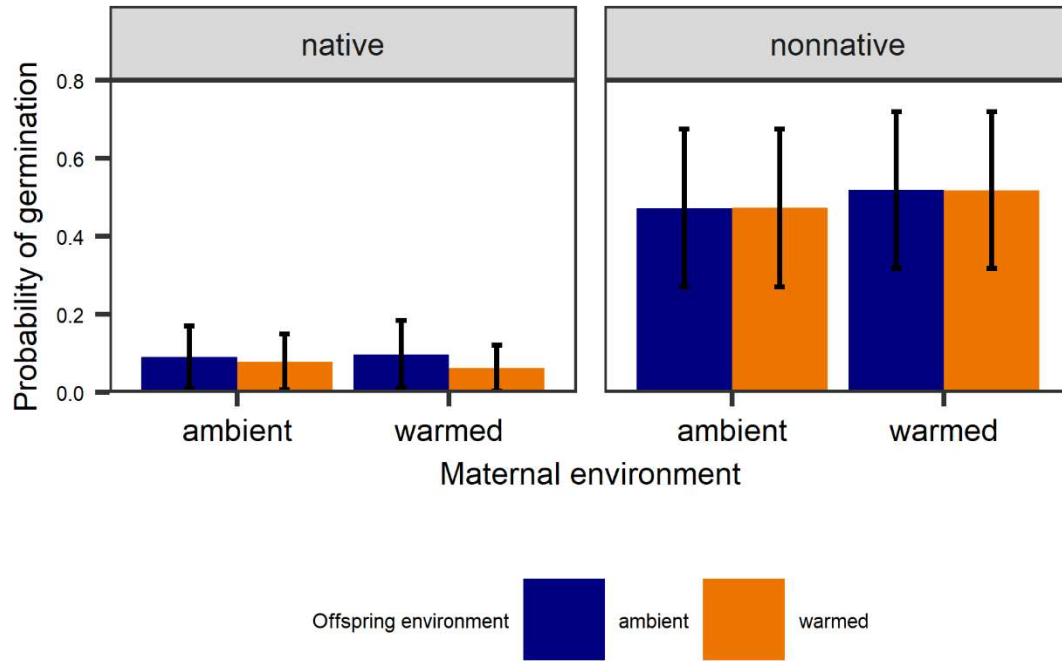 native
nonnative
Probability of germination
0.8
0.6
0.4
0.2
0.0
ambient
warmed
ambient
warmed
Maternal environment
Offspring environment
ambient
warmed